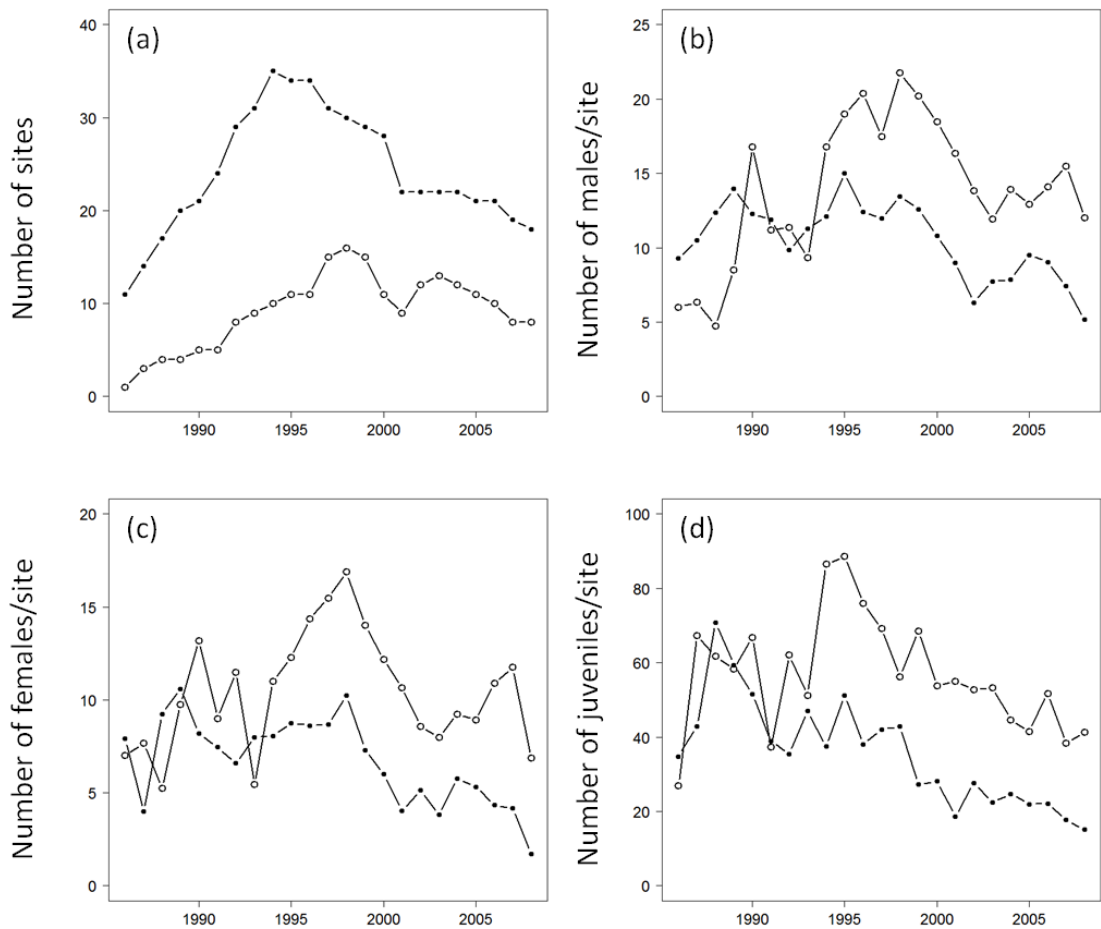 (a)
Number of sites
40
30
20
10
0
1990 1995 2000 2005
(b)
Number of males/site
25
20
15
10
5
0
1990 1995 2000 2005
(c)
Number of females/site
20
15
10
5
0
1990 1995 2000 2005
(d)
Number of juveniles/site
100
80
60
40
20
0
1990 1995 2000 2005